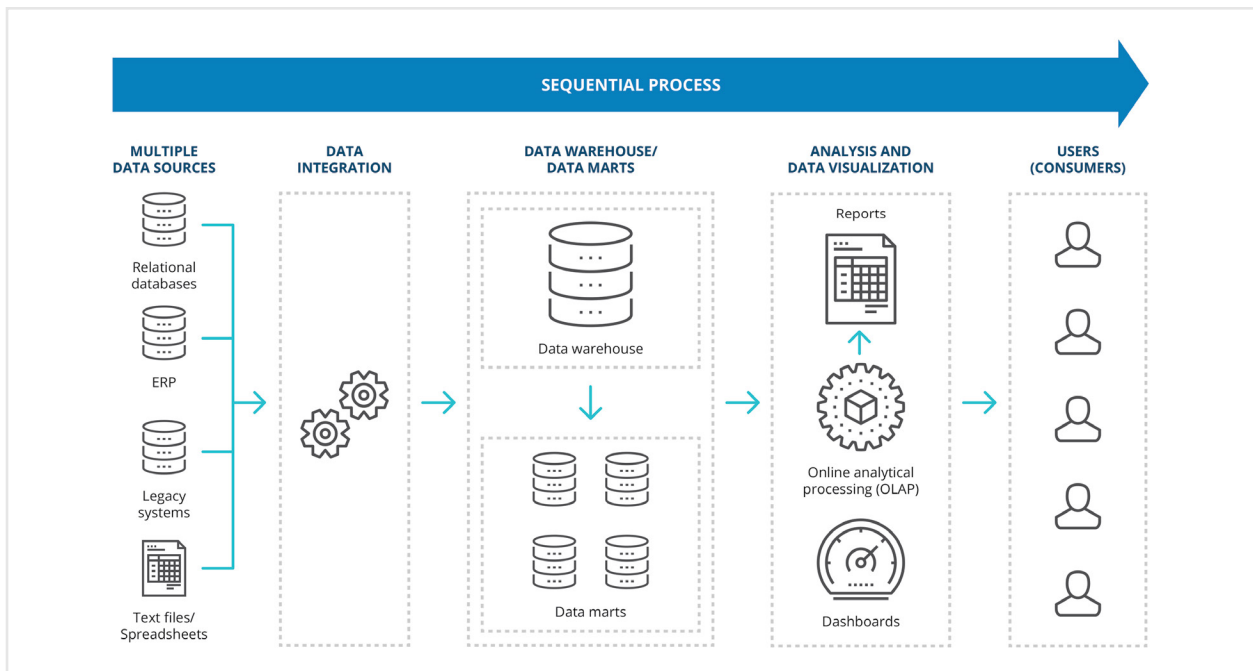 SEQUENTIAL PROCESS
MULTIPLE
DATA SOURCES
DATA
INTEGRATION
DATA WAREHOUSE/
DATA MARTS
ANALYSIS AND
DATA VISUALIZATION
USERS
(CONSUMERS)
Relational
databases
ERP
Legacy
systems
Text files/
Spreadsheets
Data warehouse
Data marts
Reports
Online analytical
processing (OLAP)
Dashboards